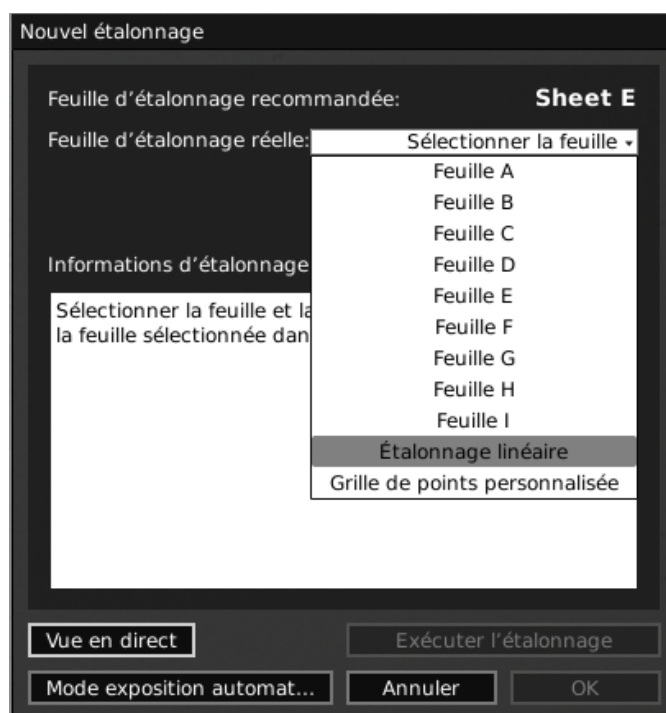 Nouvel étalonnage
Feuille d’étalonnage recommandée: Sheet E
Feuille d’étalonnage réelle: Sélectionner la feuille
Feuille A
Feuille B
Feuille C
Feuille D
Informations d’étalonnage
Feuille E
Sélectionner la feuille et la
Feuille F
la feuille sélectionnée dan
Feuille G
Feuille H
Feuille I
Étalonnage linéaire
Grille de points personnalisée
Vue en direct Exécuter l’étalonnage
Mode exposition automat... Annuler OK